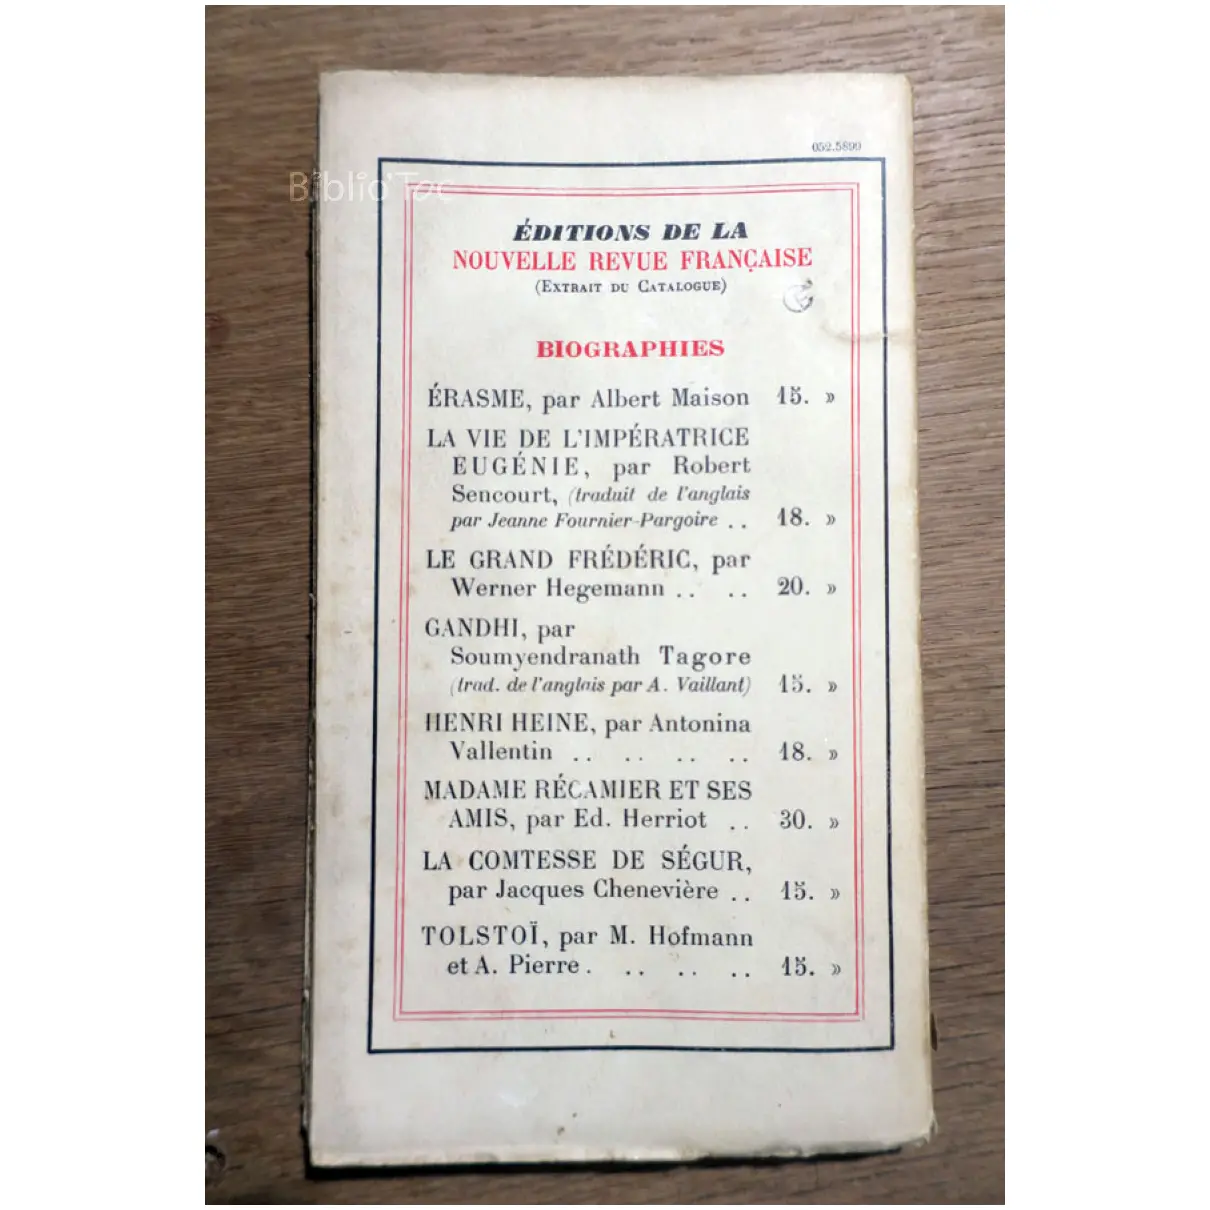 052.5899
Biblio'Toc
ÉDITIONS DE LA
NOUVELLE REVUE FRANÇAISE
(EXTRAIT DU CATALOGUE)
BIOGRAPHIES
ÉRASME, par Albert Maison 15. »
LA VIE DE L'IMPÉRATRICE
EUGÉNIE, par Robert
Sencourt, (traduit de l'anglais
par Jeanne Fournier-Pargoire .. 18. »
LE GRAND FRÉDÉRIC, par
Werner Hegemann .. .. 20. »
GANDHI, par
Soumyendranath Tagore
(trad. de l'anglais par A. Vaillant) 15. »
HENRI HEINE, par Antonina
Vallentin .. .. .. .. 18. »
MADAME RÉCAMIER ET SES
AMIS, par Ed. Herriot .. 30. »
LA COMTESSE DE SÉGUR,
par Jacques Chenevière .. 15. »
TOLSTOÏ, par M. Hofmann
et A. Pierre . .. .. .. 15. »